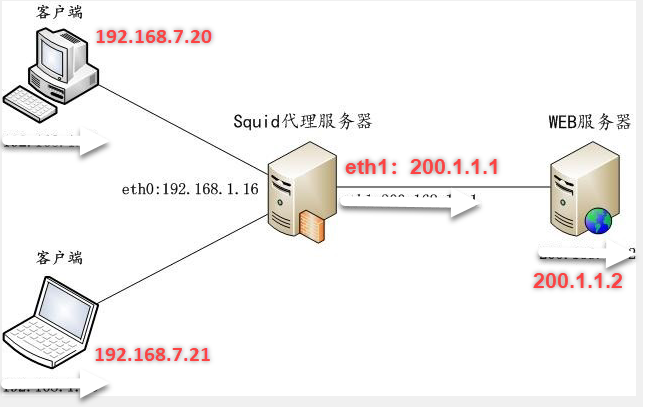 客户端
192.168.7.20
Squid代理服务器
WEB服务器
eth1：200.1.1.1
eth0:192.168.1.16
客户端
200.1.1.2
192.168.7.21